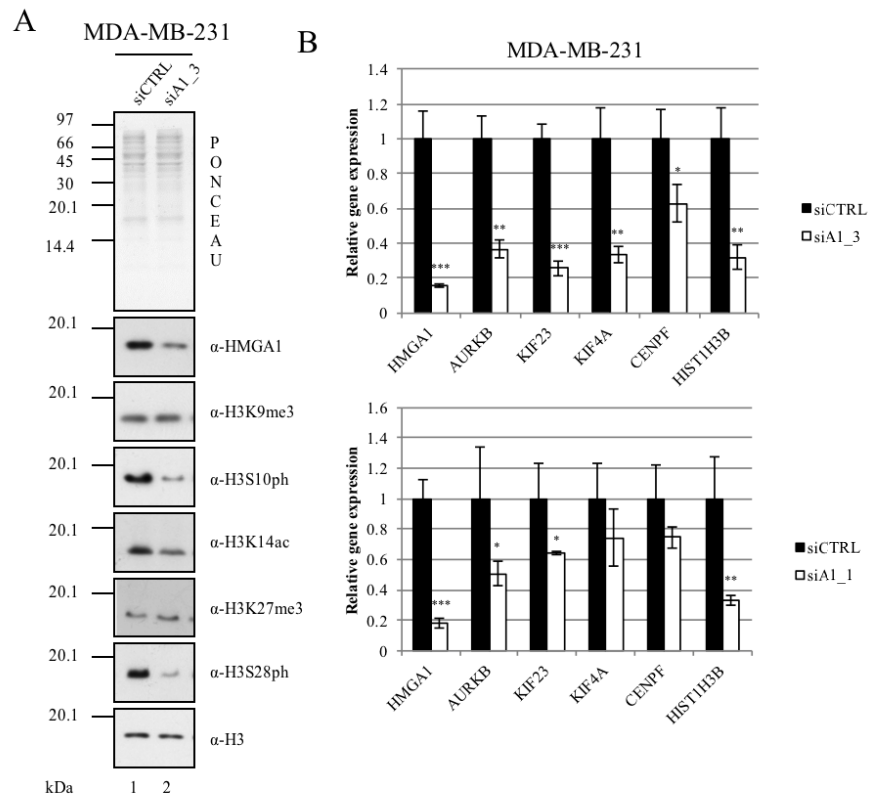 A
MDA-MB-231
siCTRL
siA1_3
97
66
45
30
20.1
14.4
PONCEAU
20.1
α-HMGA1
20.1
α-H3K9me3
20.1
α-H3S10ph
20.1
α-H3K14ac
20.1
α-H3K27me3
20.1
α-H3S28ph
20.1
α-H3
kDa
1
2
B
MDA-MB-231
Relative gene expression
1.4
1.2
1
0.8
0.6
0.4
0.2
0
***
**
***
**
*
**
HMGA1
AURKB
KIF23
KIF4A
CENPF
HIST1H3B
siCTRL
siA1_3
Relative gene expression
1.6
1.4
1.2
1
0.8
0.6
0.4
0.2
0
***
*
*
**
HMGA1
AURKB
KIF23
KIF4A
CENPF
HIST1H3B
siCTRL
siA1_1